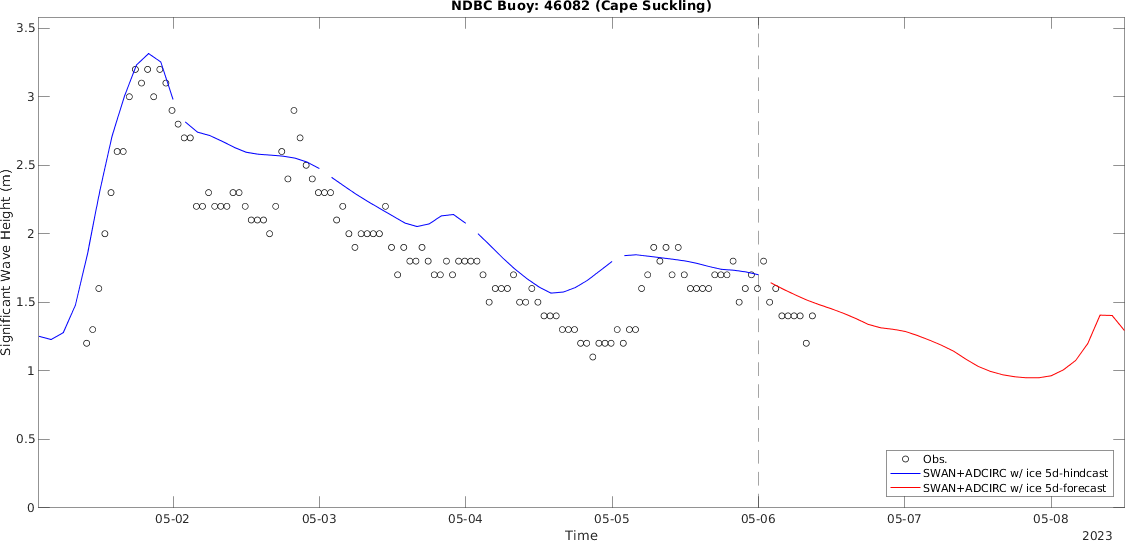 NDBC Buoy: 46082 (Cape Suckling)
3.5
3
2.5
2
1.5
1
0.5
0
Significant Wave Height (m)
Obs.
SWAN+ADCIRC w/ ice 5d-hindcast
SWAN+ADCIRC w/ ice 5d-forecast
05-02
05-03
05-04
05-05
05-06
05-07
05-08
Time
2023